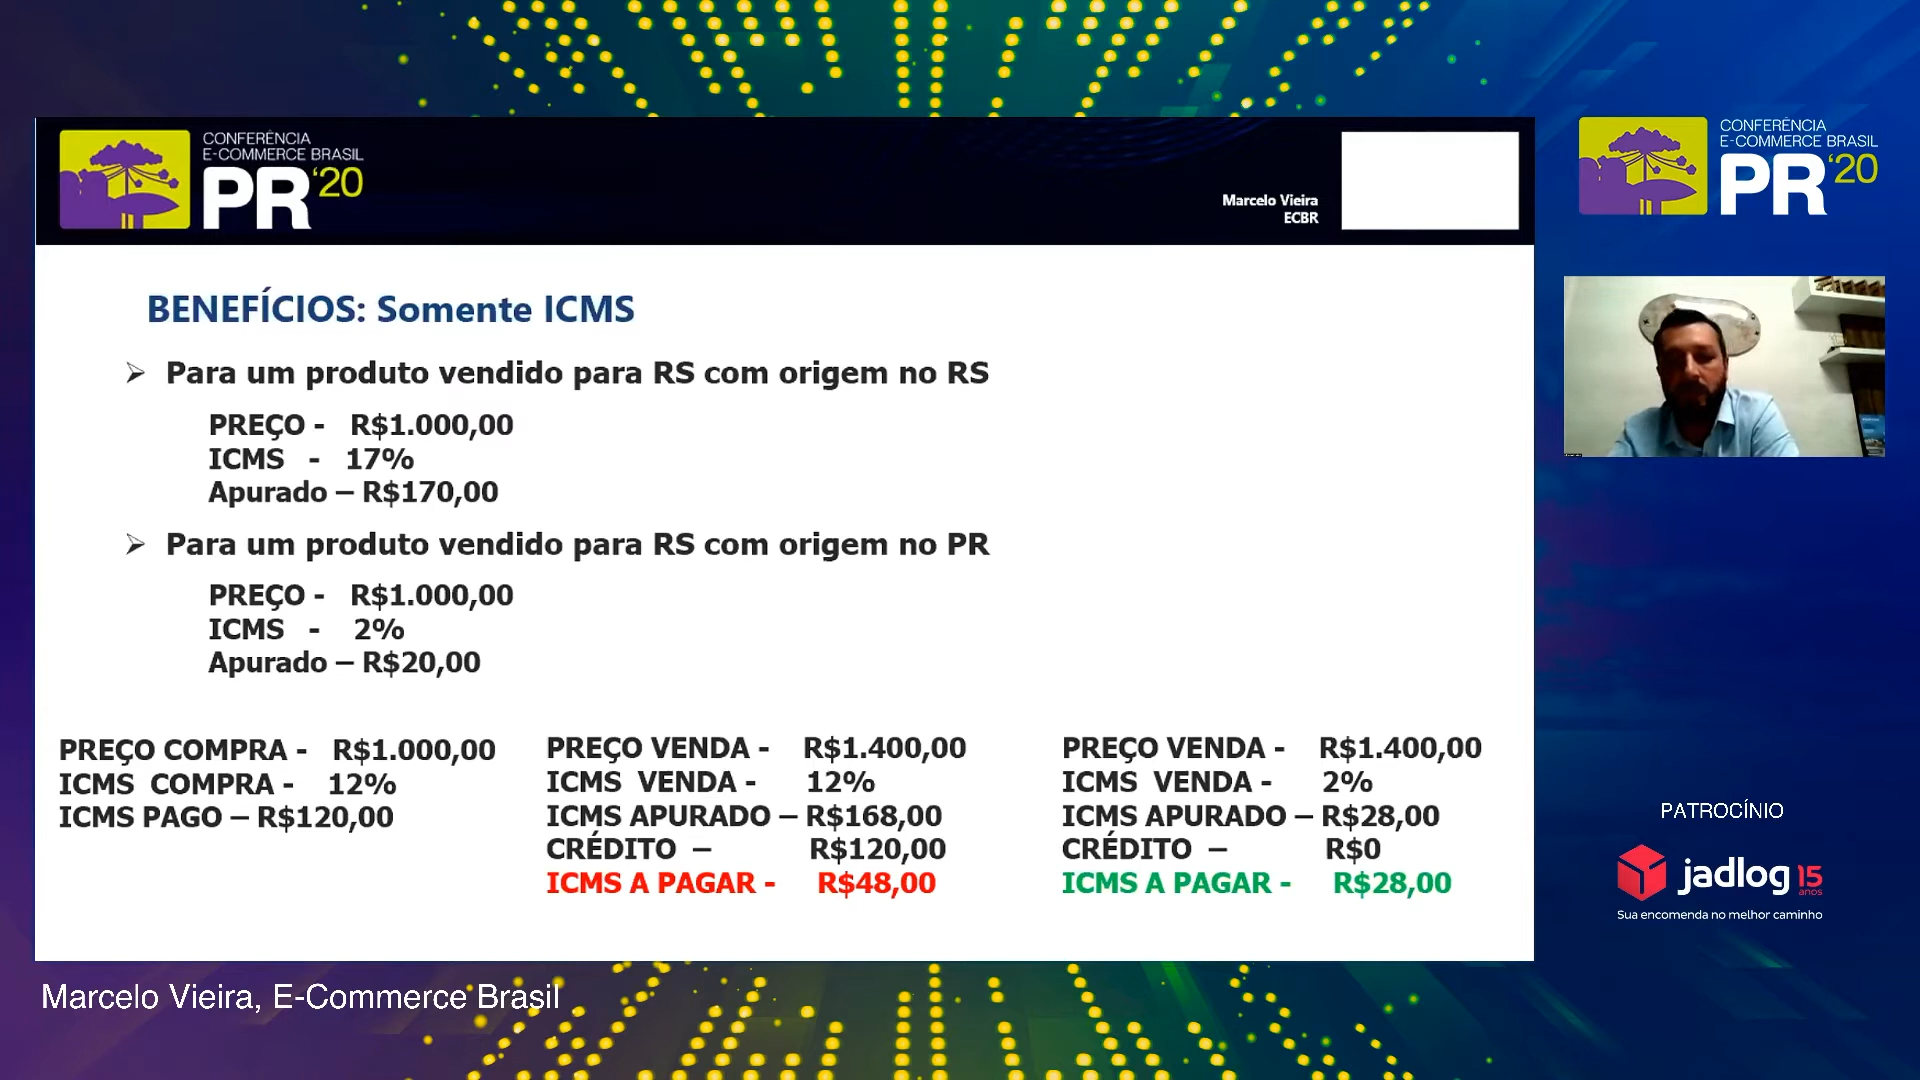 CONFERÊNCIA
E-COMMERCE BRASIL
PR'20
Marcelo Vieira
ECBR
BENEFÍCIOS: Somente ICMS
➢ Para um produto vendido para RS com origem no RS
PREÇO - R$1.000,00
ICMS - 17%
Apurado – R$170,00
➢ Para um produto vendido para RS com origem no PR
PREÇO - R$1.000,00
ICMS - 2%
Apurado – R$20,00
PREÇO COMPRA - R$1.000,00
ICMS COMPRA - 12%
ICMS PAGO – R$120,00
PREÇO VENDA - R$1.400,00
ICMS VENDA - 12%
ICMS APURADO – R$168,00
CRÉDITO – R$120,00
ICMS A PAGAR - R$48,00
PREÇO VENDA - R$1.400,00
ICMS VENDA - 2%
ICMS APURADO – R$28,00
CRÉDITO – R$0
ICMS A PAGAR - R$28,00
CONFERÊNCIA
E-COMMERCE BRASIL
PR'20
PATROCÍNIO
jadlog 15
anos
Sua encomenda no melhor caminho
Marcelo Vieira, E-Commerce Brasil